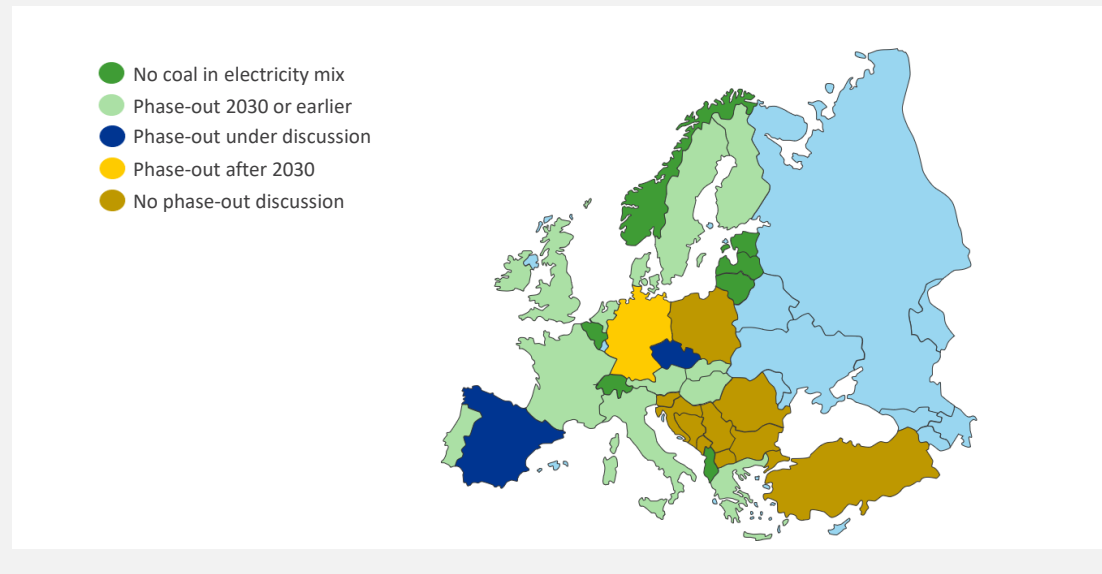 No coal in electricity mix
Phase-out 2030 or earlier
Phase-out under discussion
Phase-out after 2030
No phase-out discussion